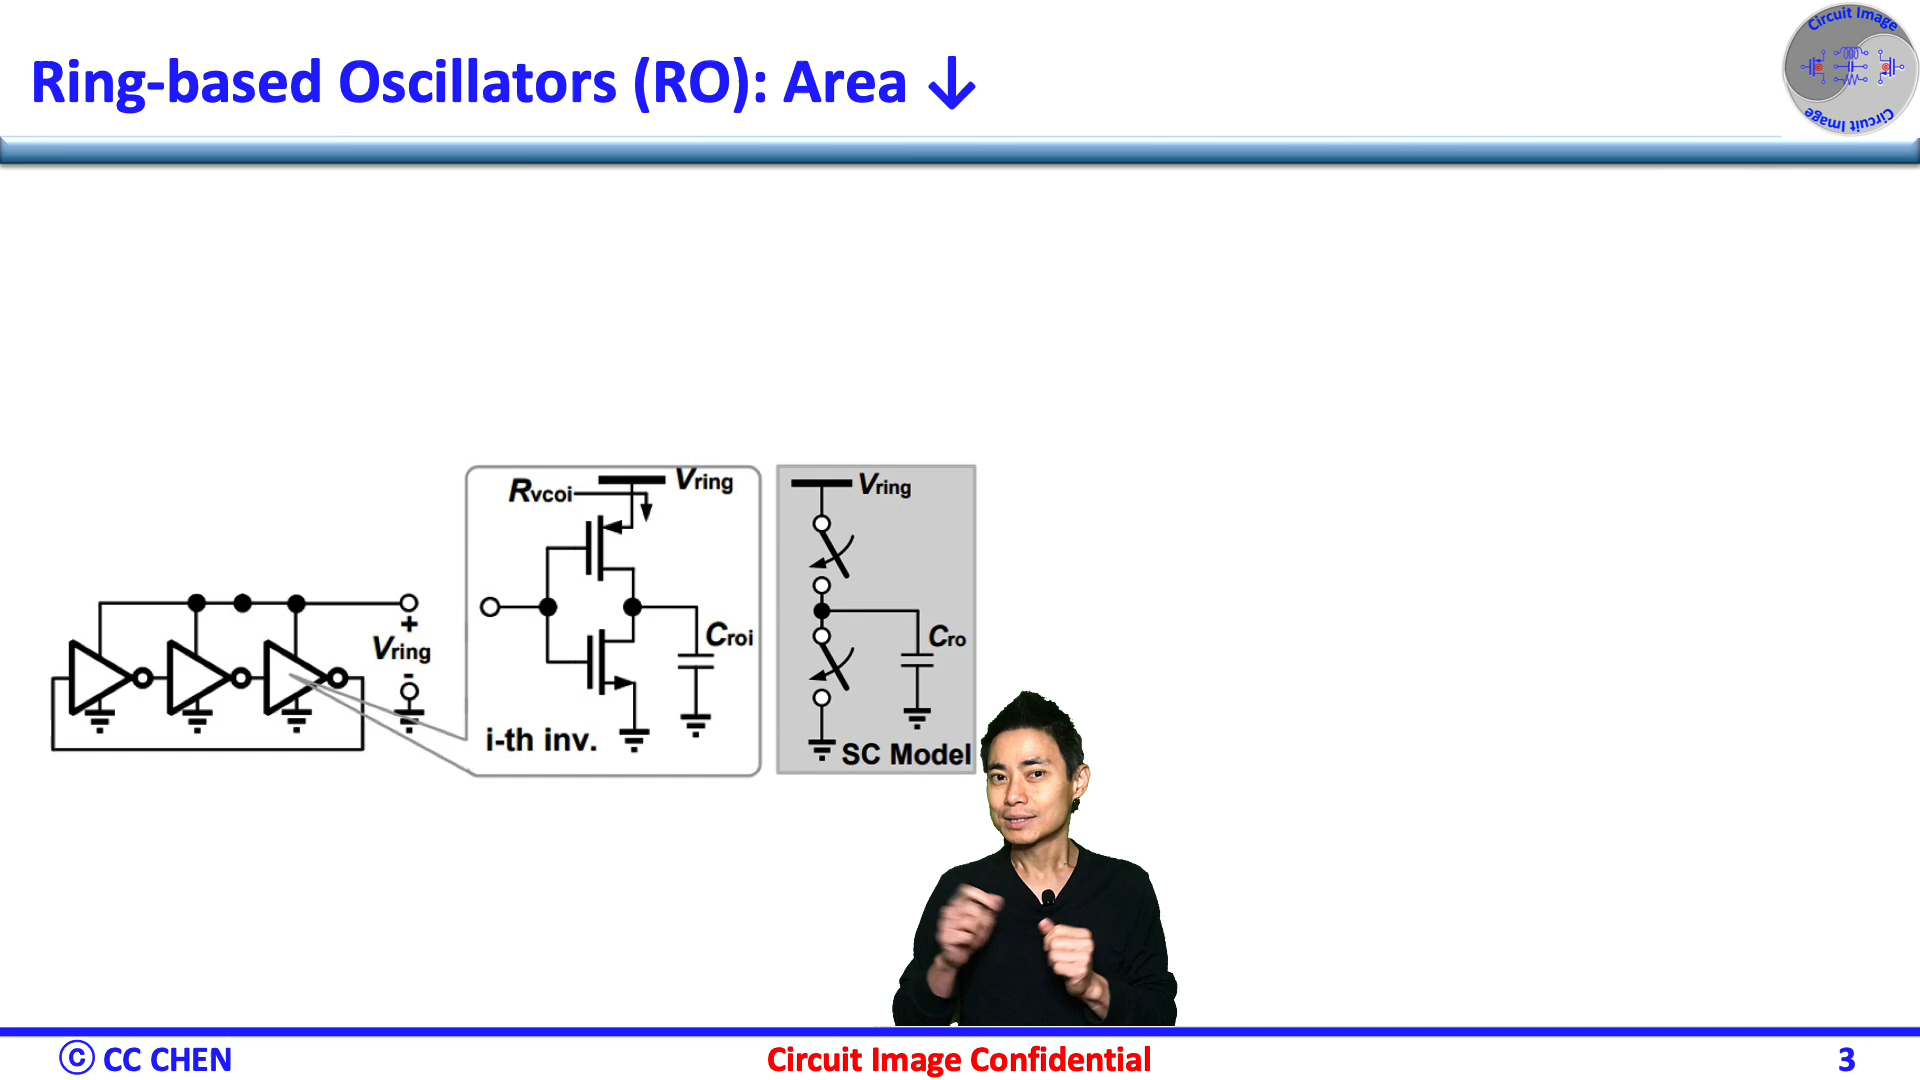 Ring-based Oscillators (RO): Area ↓
Circuit Image
Circuit Image
Vring
+
Vring
-
Rvcoi
Vring
Croi
i-th inv.
Vring
Cro
SC Model
© CC CHEN
Circuit Image Confidential
3